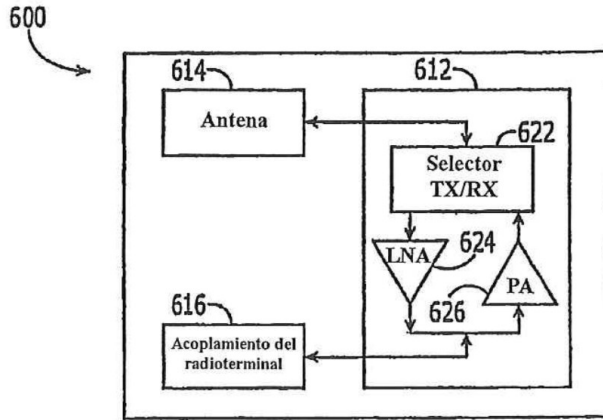 600
614
612
Antena
622
Selector
TX/RX
LNA
624
PA
626
616
Acoplamiento del
radioterminal